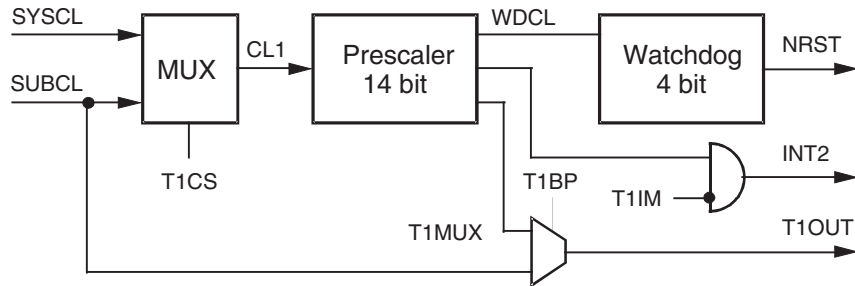 SYSCL
WDCL
CL1
NRST
MUX
Prescaler
14 bit
Watchdog
4 bit
SUBCL
INT2
T1CS
T1BP
T1IM
T1MUX
T1OUT